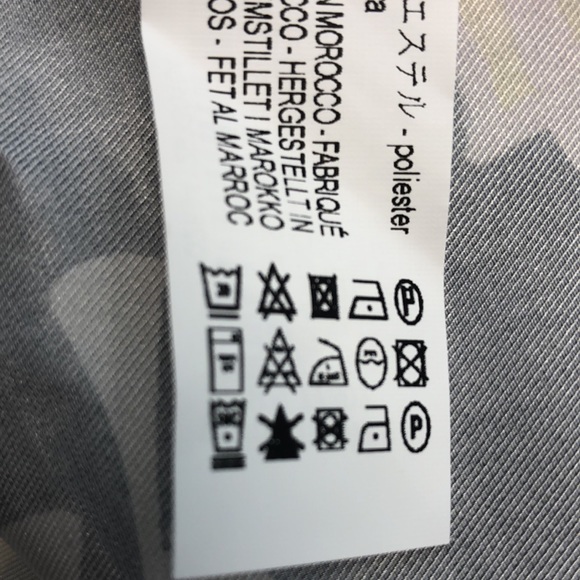 エステル - poliester
a
N MOROCCO - FABRIQUÉ
CCO - HERGESTELLT IN
MSTILLET I MAROKKO
OS - FET AL MARROC